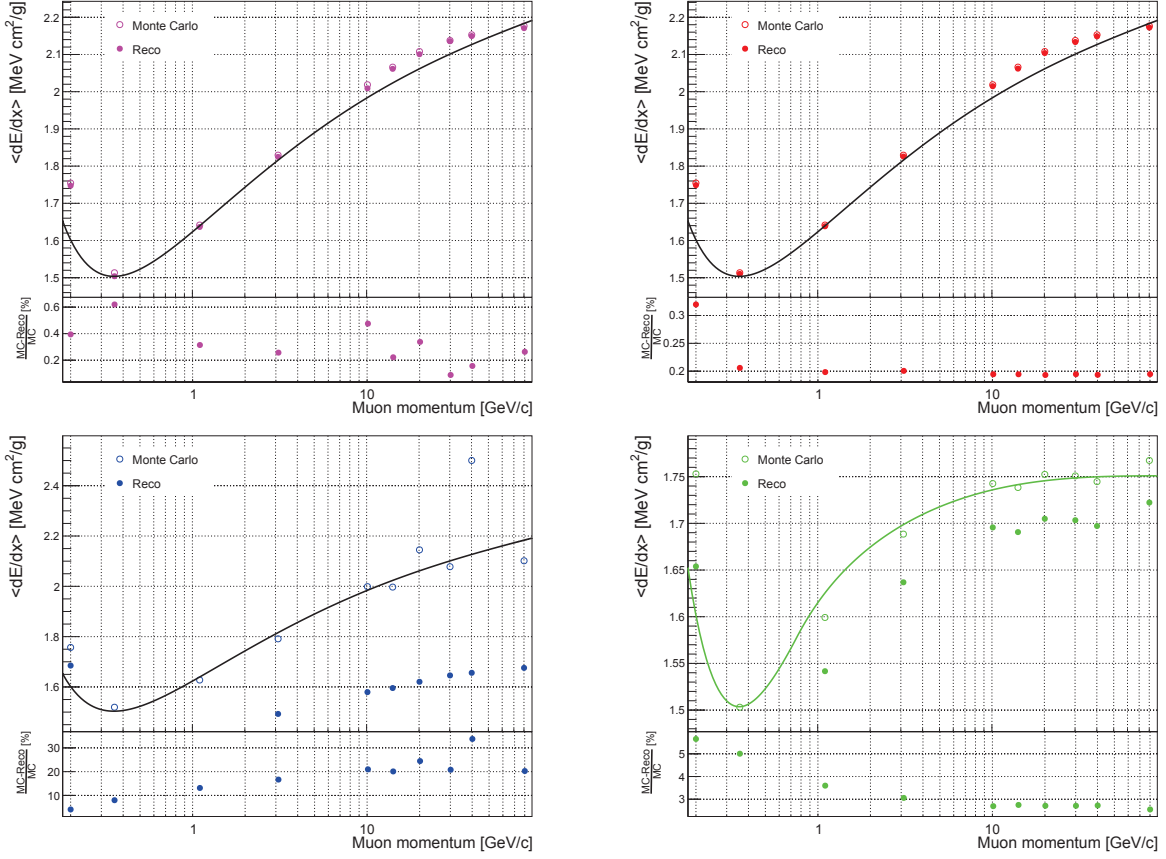 <dE/dx> [MeV cm²/g]
2.2
2.1
2
1.9
1.8
1.7
1.6
1.5
Monte Carlo
Reco
MC-Reco
MC
[%]
0.6
0.4
0.2
1
10
Muon momentum [GeV/c]
<dE/dx> [MeV cm²/g]
2.2
2.1
2
1.9
1.8
1.7
1.6
1.5
Monte Carlo
Reco
MC-Reco
MC
[%]
0.3
0.25
0.2
1
10
Muon momentum [GeV/c]
<dE/dx> [MeV cm²/g]
2.4
2.2
2
1.8
1.6
Monte Carlo
Reco
MC-Reco
MC
[%]
30
20
10
1
10
Muon momentum [GeV/c]
<dE/dx> [MeV cm²/g]
1.75
1.7
1.65
1.6
1.55
1.5
Monte Carlo
Reco
MC-Reco
MC
[%]
5
4
3
1
10
Muon momentum [GeV/c]